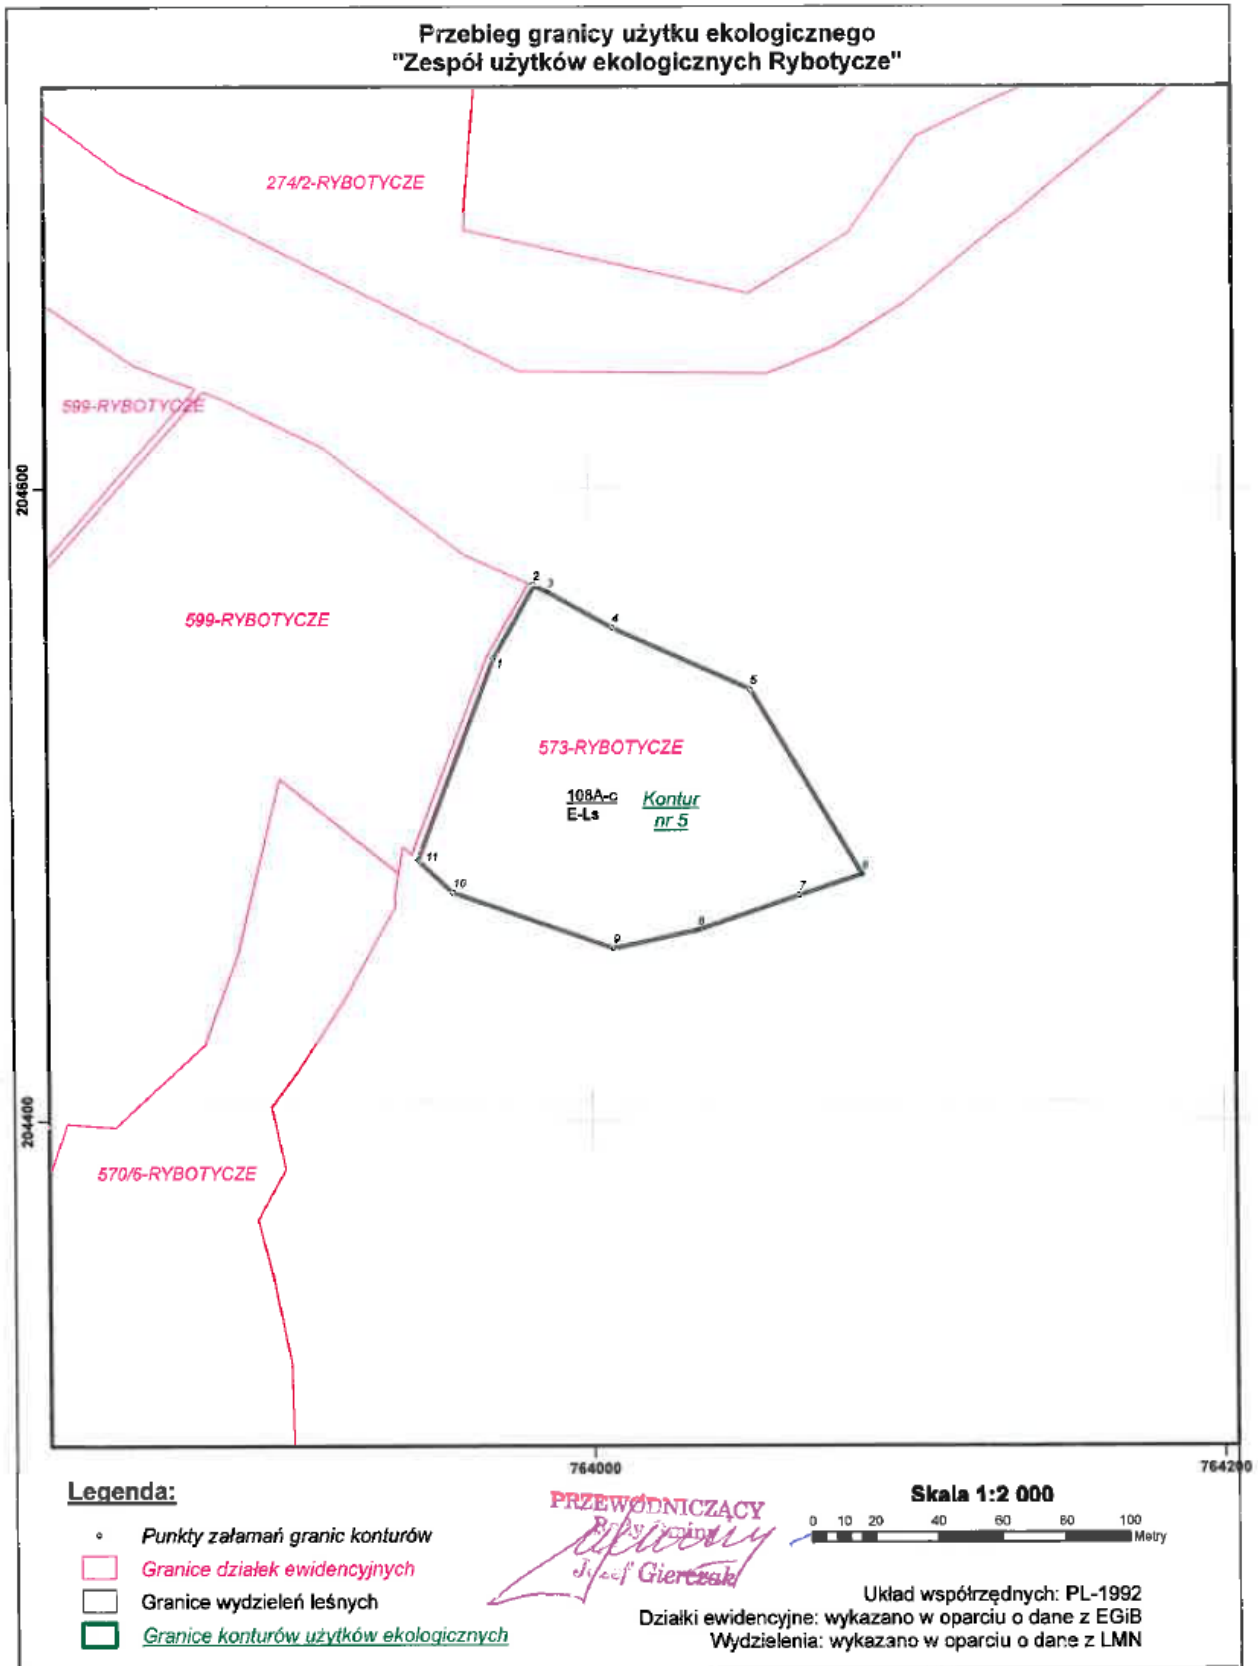 Przebieg granicy użytku ekologicznego
"Zespół użytków ekologicznych Rybotycze"
274/2-RYBOTYCZE
599-RYBOTYCZE
204600
2
3
4
599-RYBOTYCZE
1
5
573-RYBOTYCZE
108A-c
E-Ls
Kontur
nr 5
11
6
10
7
8
9
204400
570/6-RYBOTYCZE
764000
764200
Legenda:
Punkty załamań granic konturów
Granice działek ewidencyjnych
Granice wydzieleń leśnych
Granice konturów użytków ekologicznych
PRZEWODNICZĄCY
Rady Gminy
Józef Gierczak
Skala 1:2 000
0 10 20 40 60 80 100
Metry
Układ współrzędnych: PL-1992
Działki ewidencyjne: wykazano w oparciu o dane z EGiB
Wydzielenia: wykazano w oparciu o dane z LMN